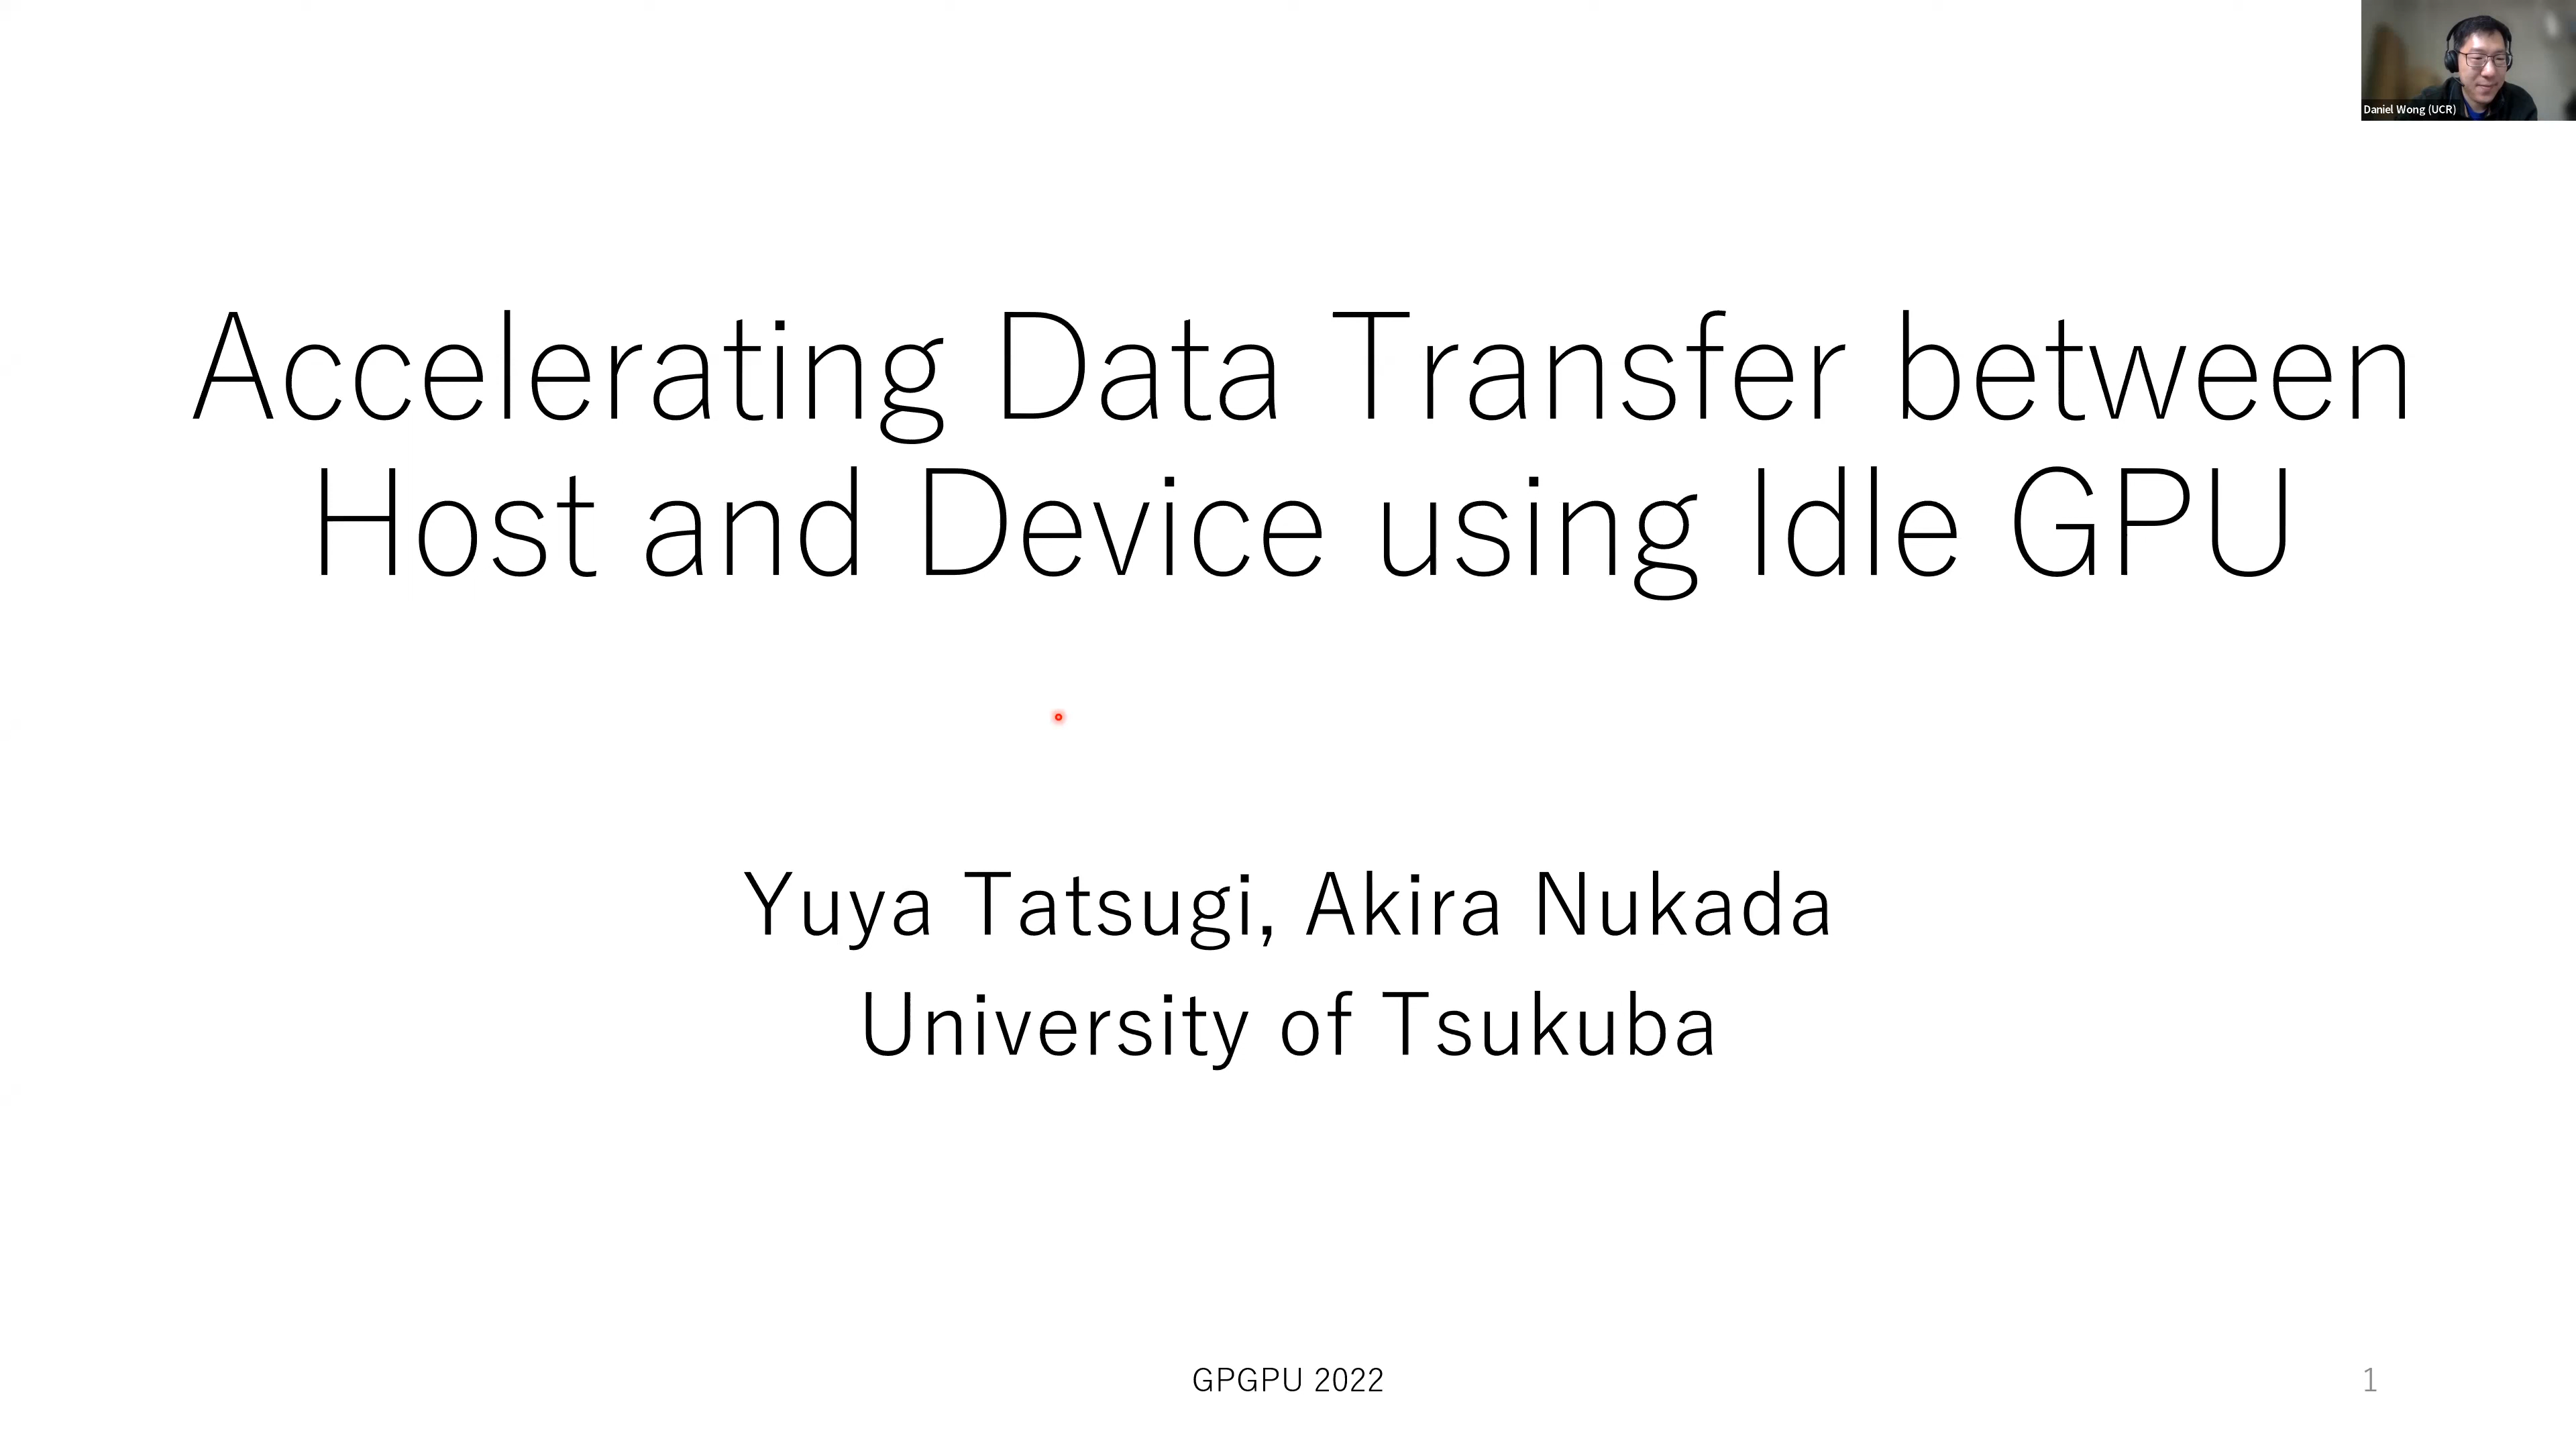 Daniel Wong (UCR)
Accelerating Data Transfer between
Host and Device using Idle GPU
Yuya Tatsugi, Akira Nukada
University of Tsukuba
GPGPU 2022
1